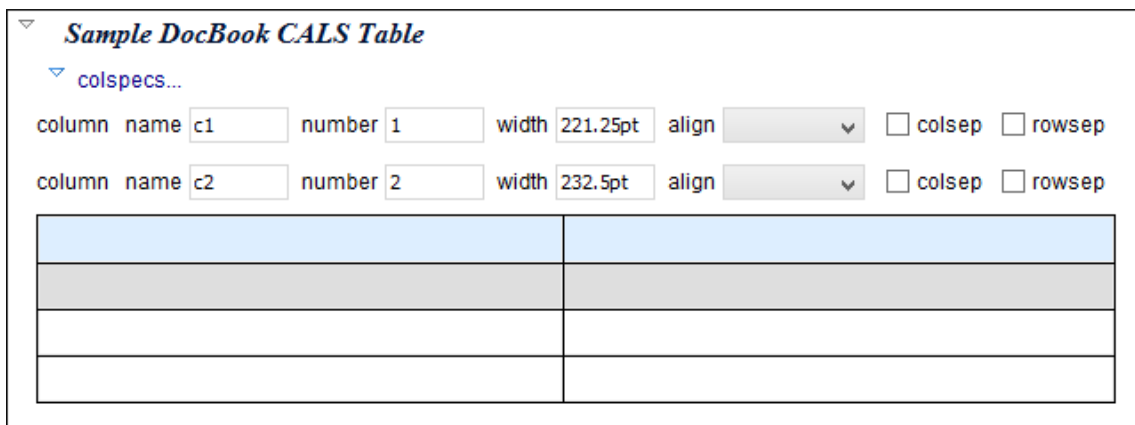 Sample DocBook CALS Table
colspecs...
column name c1 number 1 width 221.25pt align colsep rowsep
column name c2 number 2 width 232.5pt align colsep rowsep